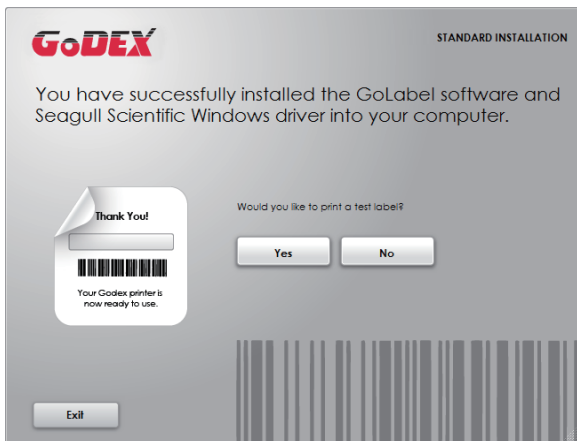 GoDEX
STANDARD INSTALLATION
You have successfully installed the GoLabel software and
Seagull Scientific Windows driver into your computer.
Thank You!
Your Godex printer is
now ready to use.
Would you like to print a test label?
Yes
No
Exit